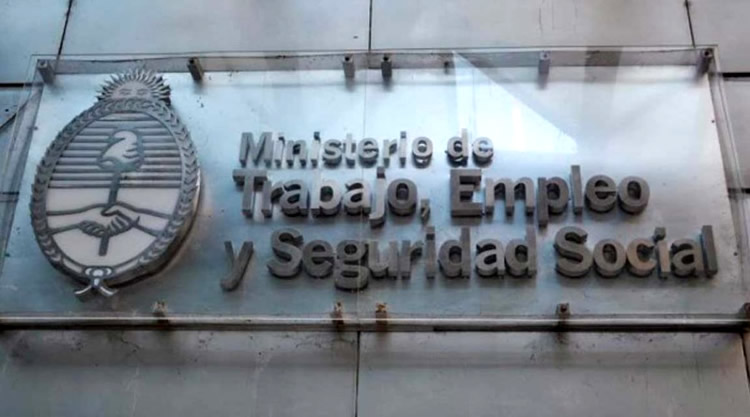 Ministerio de
Trabajo, Empleo
y Seguridad Social